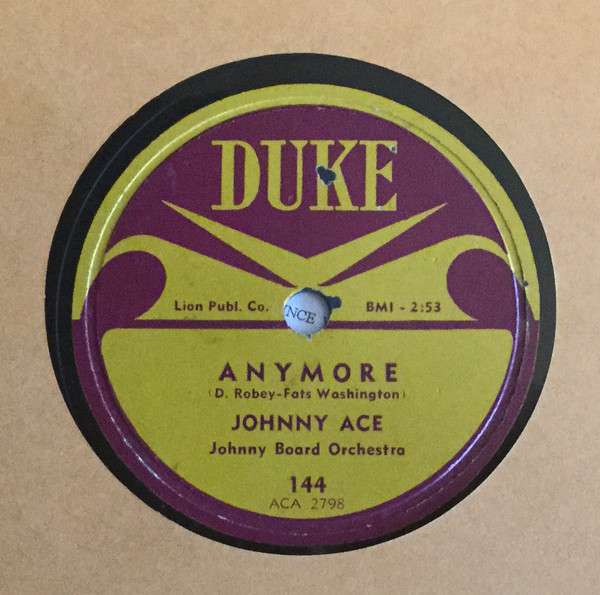 DUKE
Lion Publ. Co. BMI - 2:53
NCE
ANYMORE
(D. Robey-Fats Washington)
JOHNNY ACE
Johnny Board Orchestra
144
ACA 2798